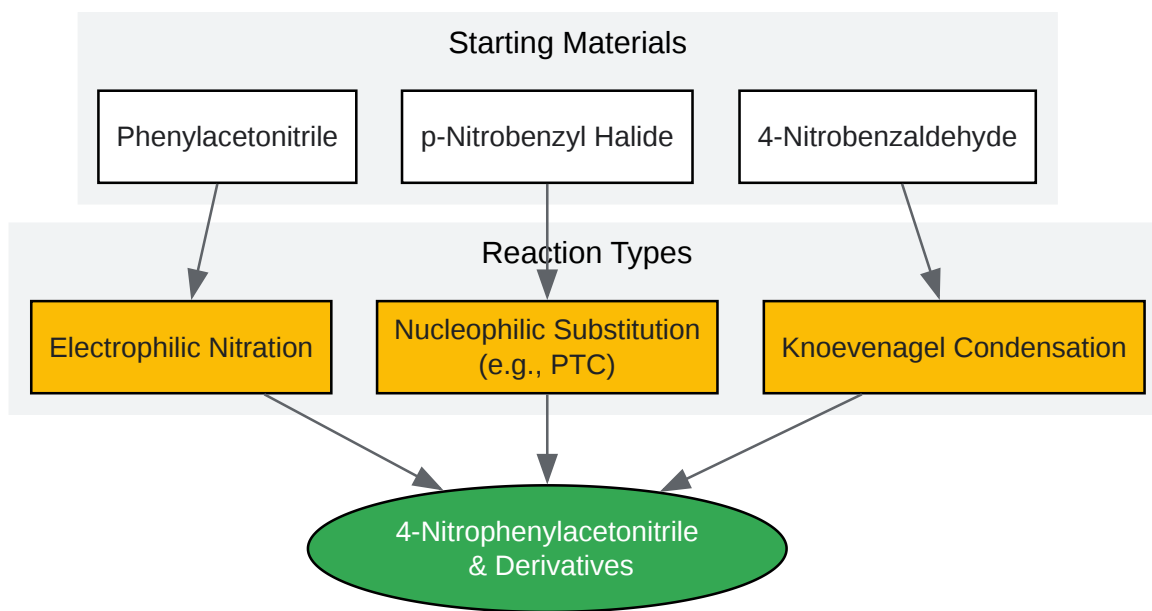 Starting Materials
Phenylacetonitrile
p-Nitrobenzyl Halide
4-Nitrobenzaldehyde
Reaction Types
Electrophilic Nitration
Nucleophilic Substitution
(e.g., PTC)
Knoevenagel Condensation
4-Nitrophenylacetonitrile
& Derivatives